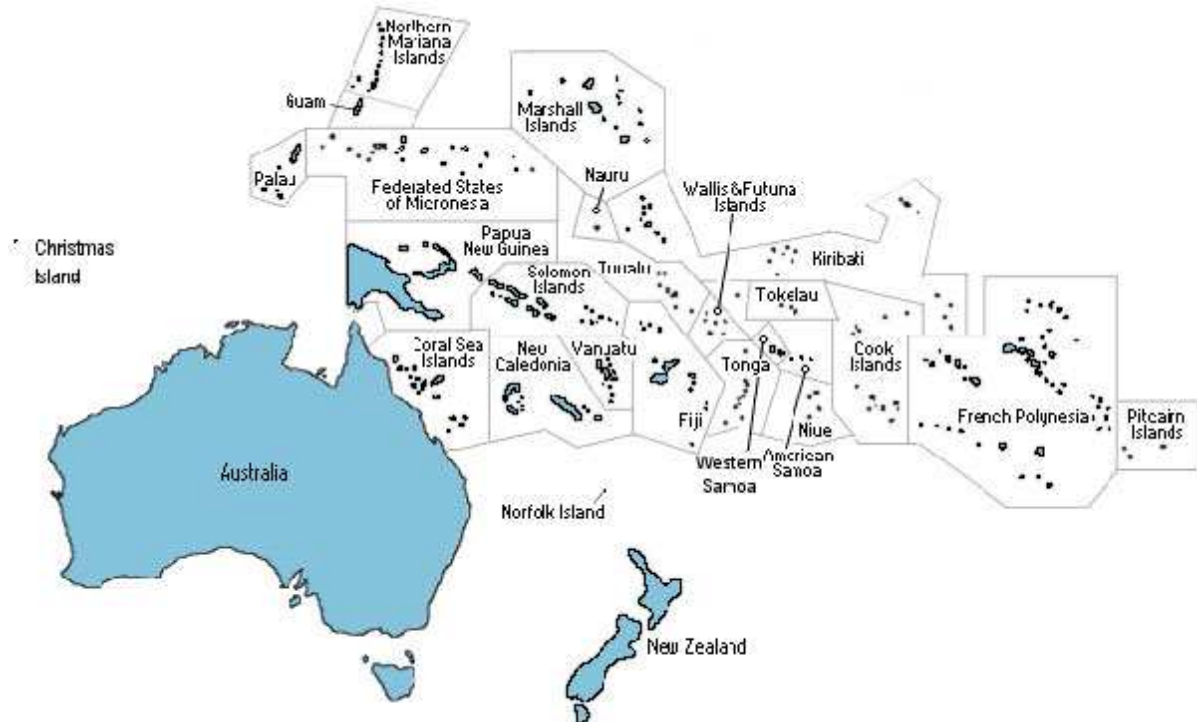 Northern
Mariana
Islands
Guam
Marshall
Islands
Palau
Nauru
Federated States
of Micronesia
Wallis&Futuna
Islands
Christmas
Island
Papua
New Guinea
Kiribati
Solomon
Islands
Tuvalu
Tokelau
Coral Sea
Islands
New
Caledonia
Vanuatu
Tonga
Cook
Islands
Fiji
Niue
French Polynesia
Pitcairn
Islands
Australia
Western
Samoa
American
Samoa
Norfolk Island
New Zealand